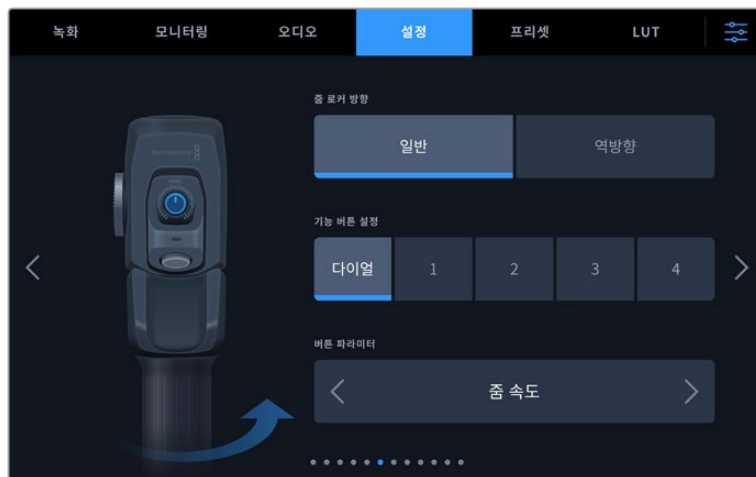 녹화 모니터링 오디오 설정 프리셋 LUT
줌 로커 방향
일반 역방향
기능 버튼 설정
다이얼 1 2 3 4
버튼 파라미터
줌 속도